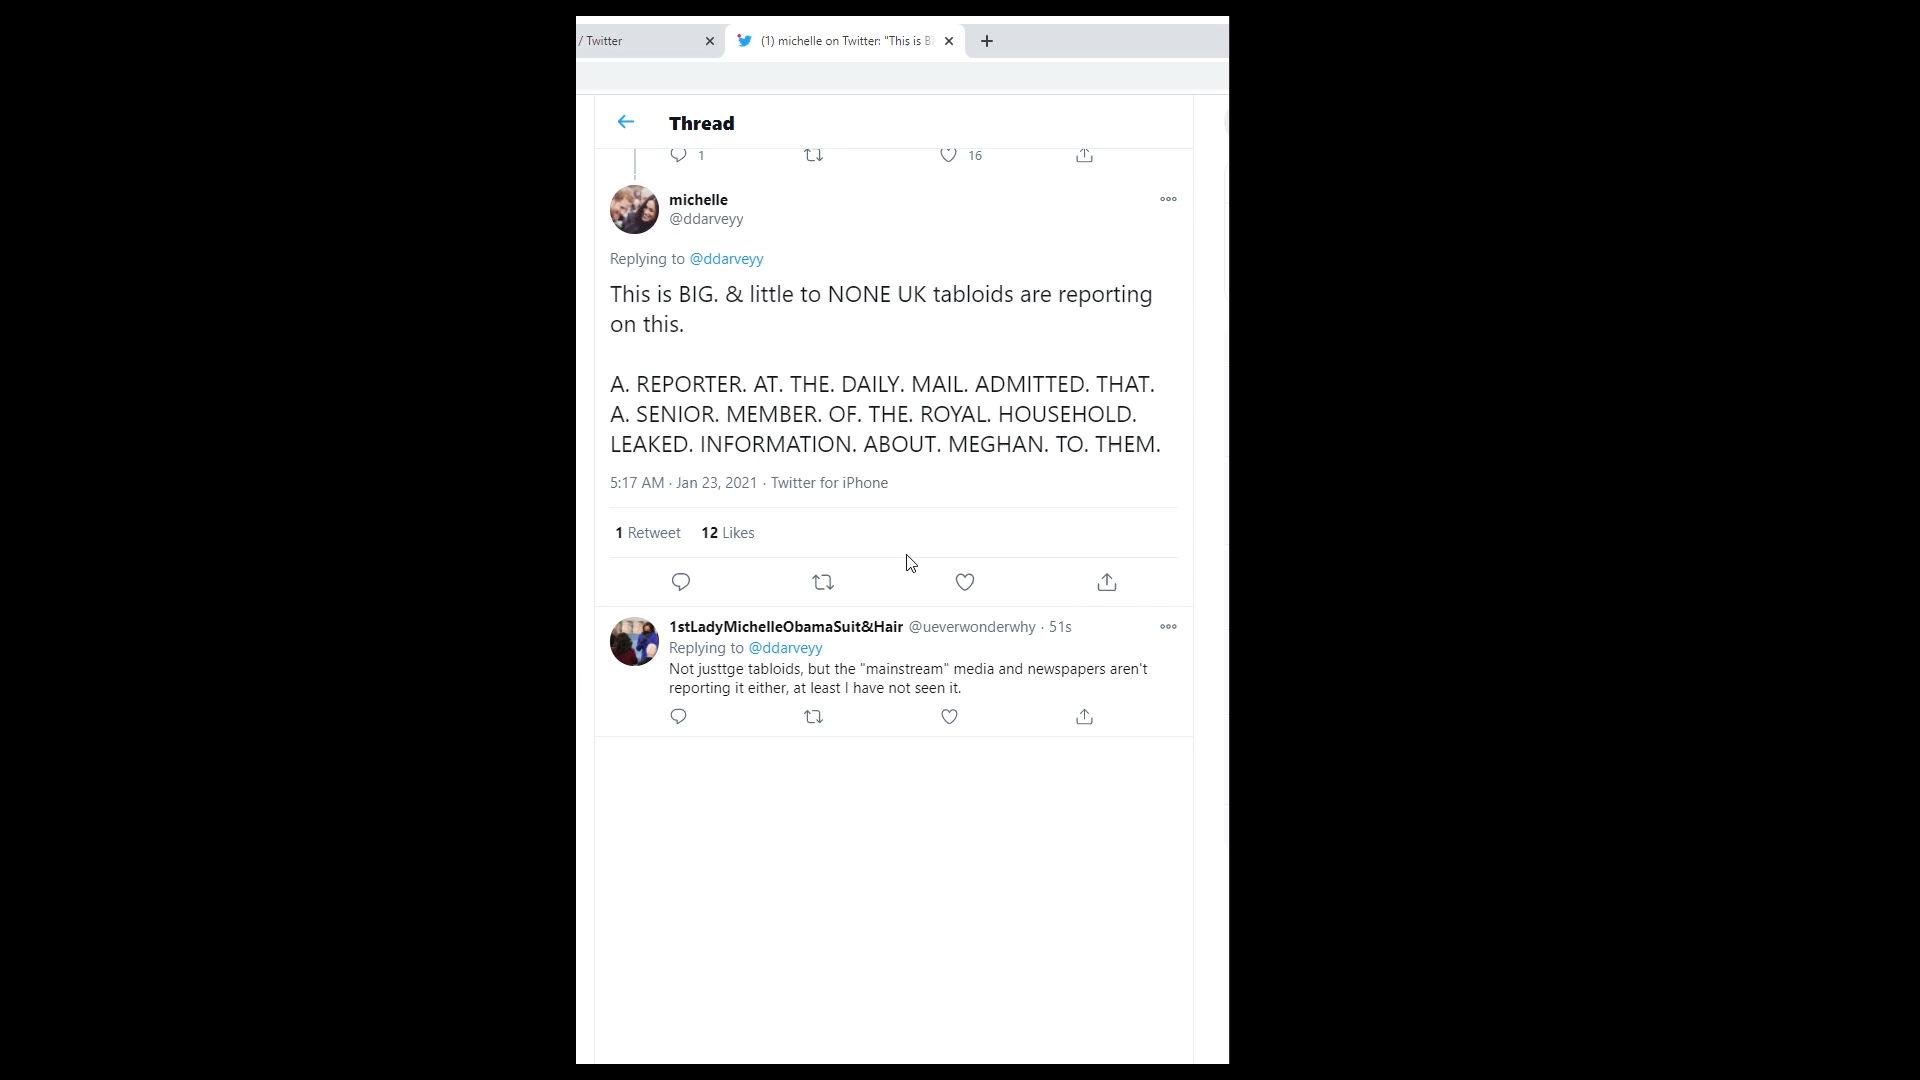 / Twitter
(1) michelle on Twitter: "This is B
Thread
1 16
michelle
@ddarveyy
Replying to @ddarveyy
This is BIG. & little to NONE UK tabloids are reporting
on this.
A. REPORTER. AT. THE. DAILY. MAIL. ADMITTED. THAT.
A. SENIOR. MEMBER. OF. THE. ROYAL. HOUSEHOLD.
LEAKED. INFORMATION. ABOUT. MEGHAN. TO. THEM.
5:17 AM · Jan 23, 2021 · Twitter for iPhone
1 Retweet 12 Likes
1stLadyMichelleObamaSuit&Hair @ueverwonderwhy · 51s
Replying to @ddarveyy
Not justtge tabloids, but the "mainstream" media and newspapers aren't
reporting it either, at least I have not seen it.